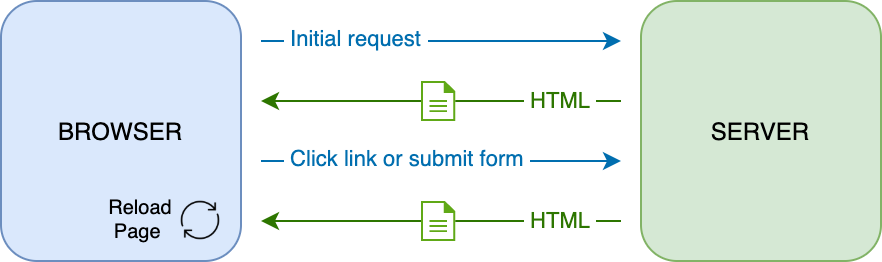 Initial request
HTML
BROWSER
SERVER
Click link or submit form
Reload
Page
HTML